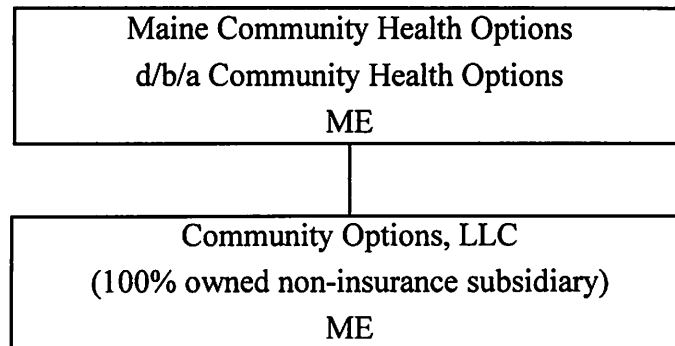 Maine Community Health Options
d/b/a Community Health Options
ME
Community Options, LLC
(100% owned non-insurance subsidiary)
ME